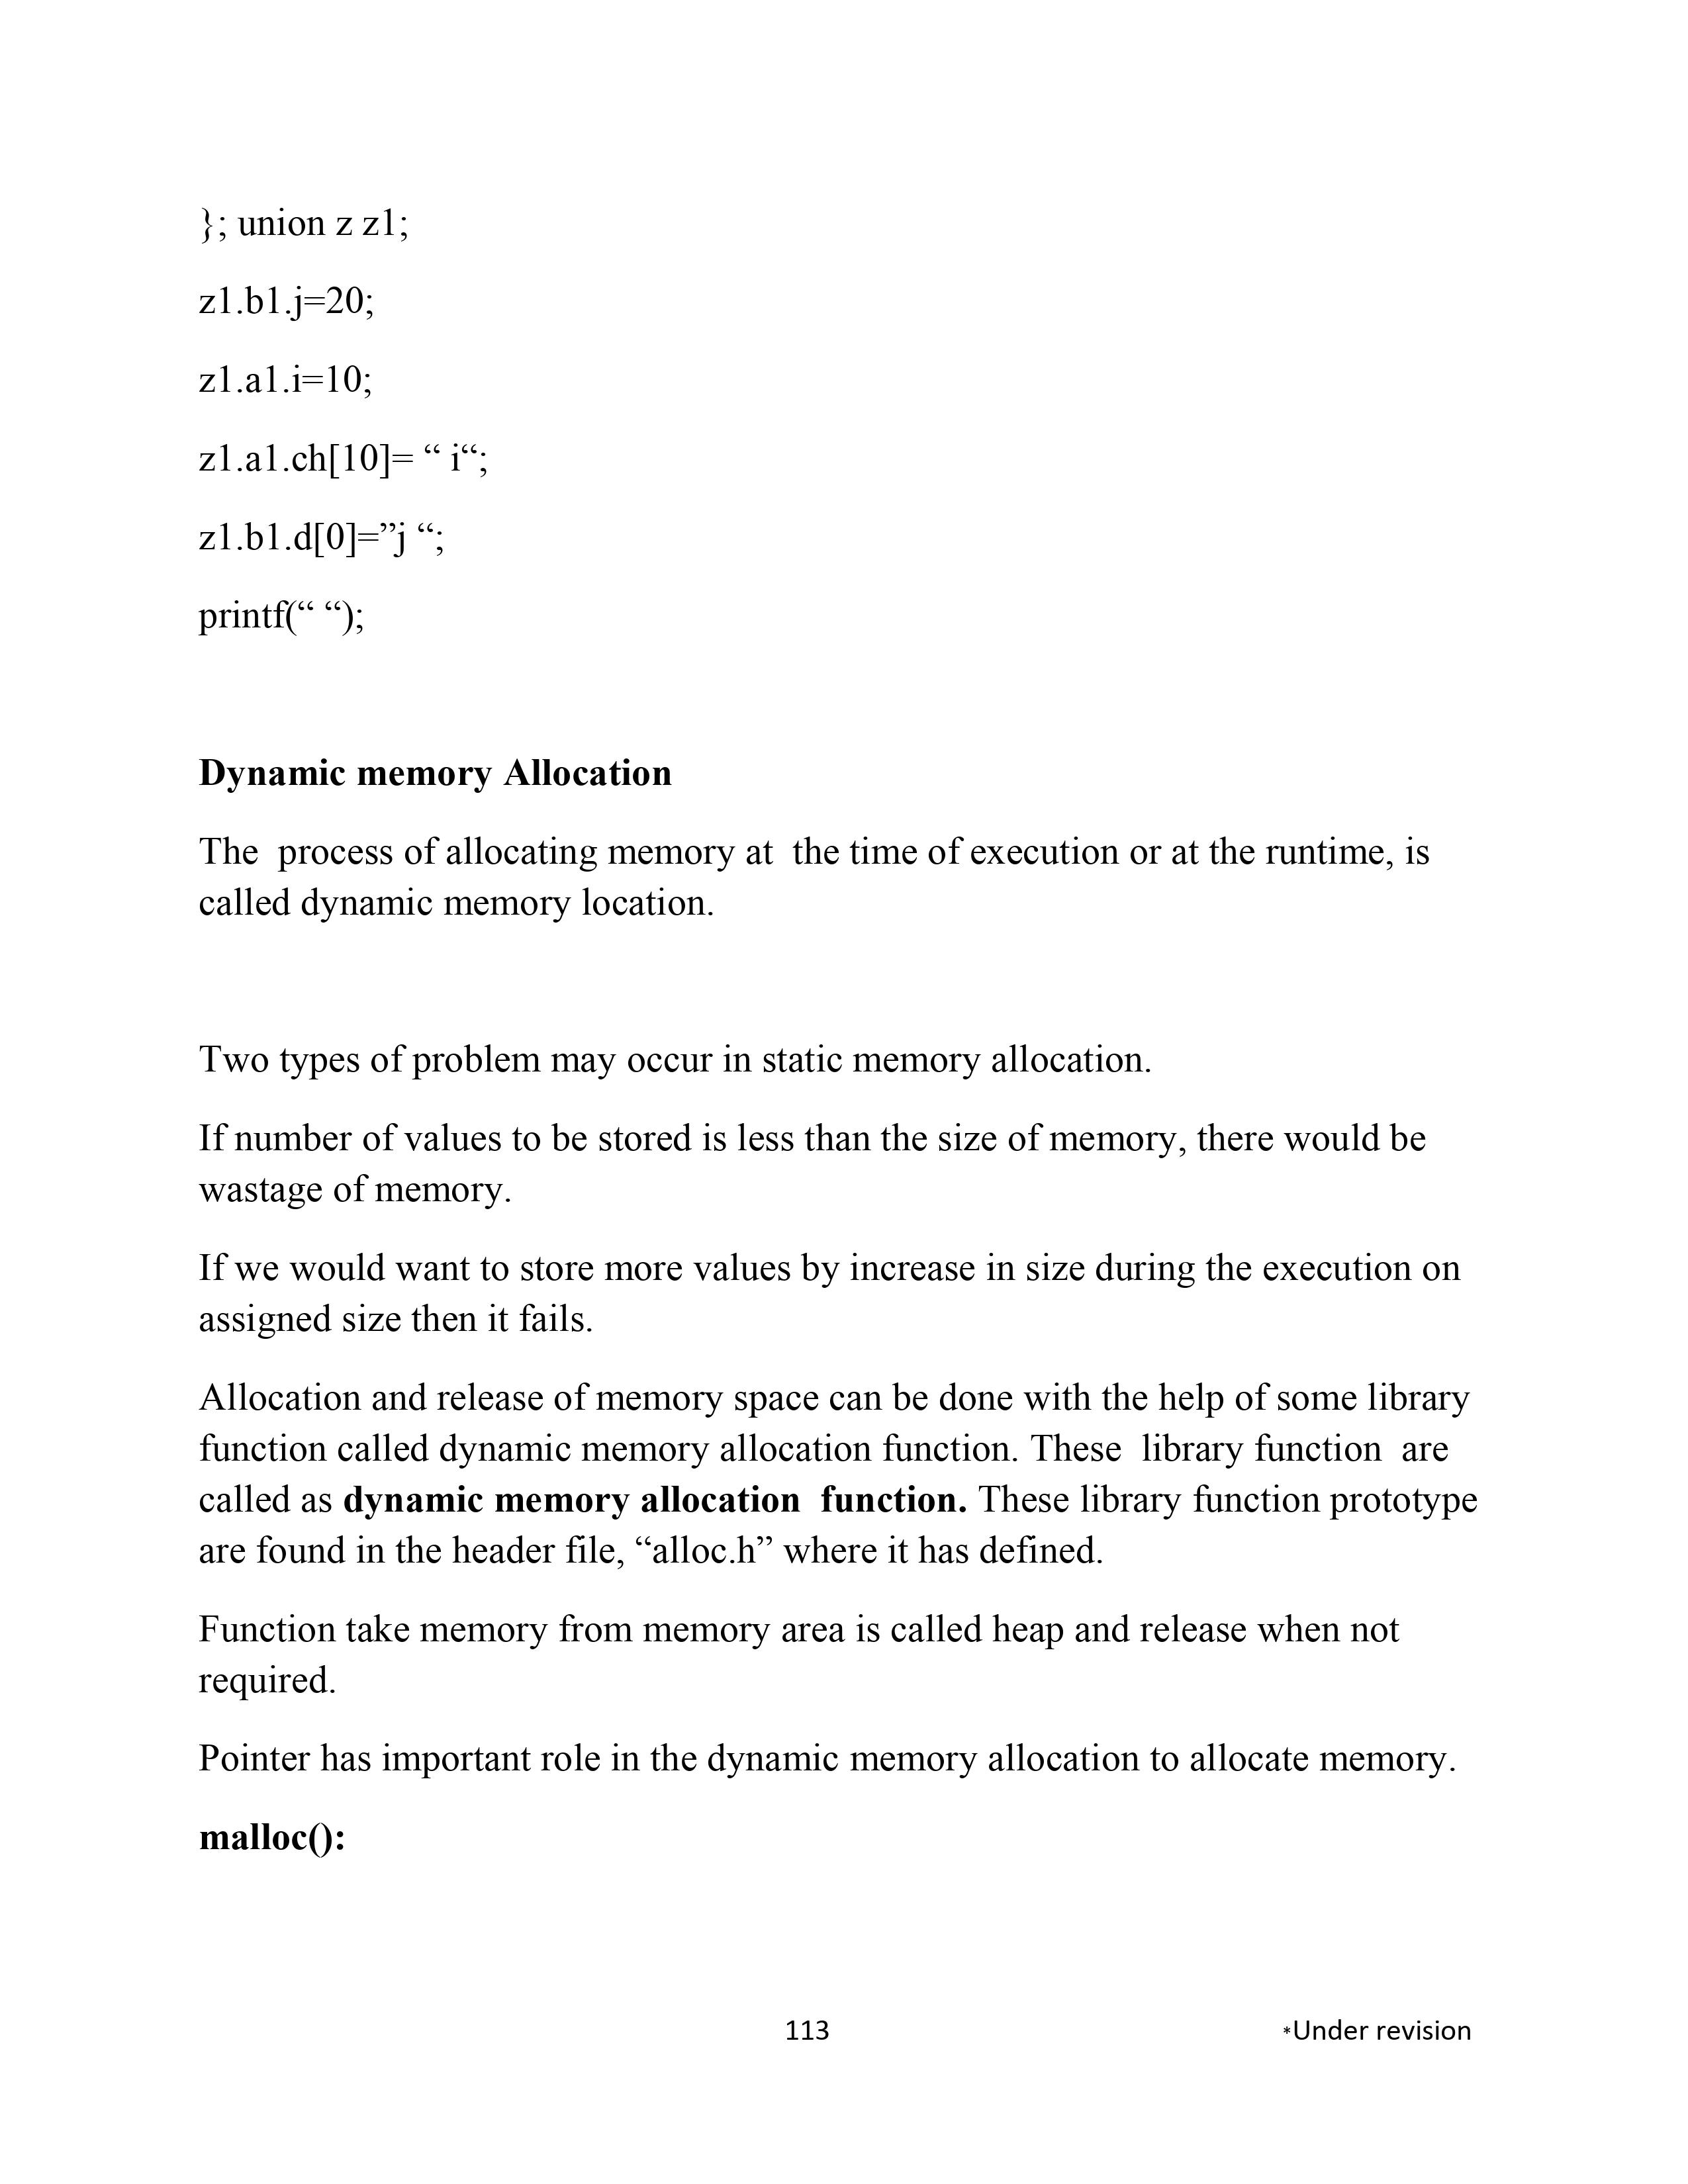 }; union z z1;
z1.b1.j=20;
z1.a1.i=10;
z1.a1.ch[10]= “ i“;
z1.b1.d[0]=”j “;
printf(“ “);
Dynamic memory Allocation
The  process of allocating memory at  the time of execution or at the runtime, is
called dynamic memory location.
Two types of problem may occur in static memory allocation.
If number of values to be stored is less than the size of memory, there would be
wastage of memory.
If we would want to store more values by increase in size during the execution on
assigned size then it fails.
Allocation and release of memory space can be done with the help of some library
function called dynamic memory allocation function. These  library function  are
called as dynamic memory allocation  function. These library function prototype
are found in the header file, “alloc.h” where it has defined.
Function take memory from memory area is called heap and release when not
required.
Pointer has important role in the dynamic memory allocation to allocate memory.
malloc():
113
*Under revision